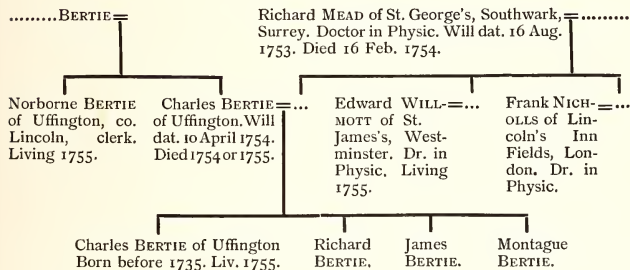 .........BERTIE=
Richard MEAD of St. George's, Southwark,=.........
Surrey. Doctor in Physic. Will dat. 16 Aug.
1753. Died 16 Feb. 1754.
Norborne BERTIE
of Uffington, co.
Lincoln, clerk.
Living 1755.
Charles BERTIE=...
of Uffington. Will
dat. 10 April 1754.
Died 1754 or 1755.
Edward WILL-=...
MOTT of St.
James's, West-
minster. Dr. in
Physic. Living
1755.
Frank NICH-=...
OLLS of Lin-
coln's Inn
Fields, Lon-
don. Dr. in
Physic.
Charles BERTIE of Uffington
Born before 1735. Liv. 1755.
Richard
BERTIE.
James
BERTIE.
Montague
BERTIE.